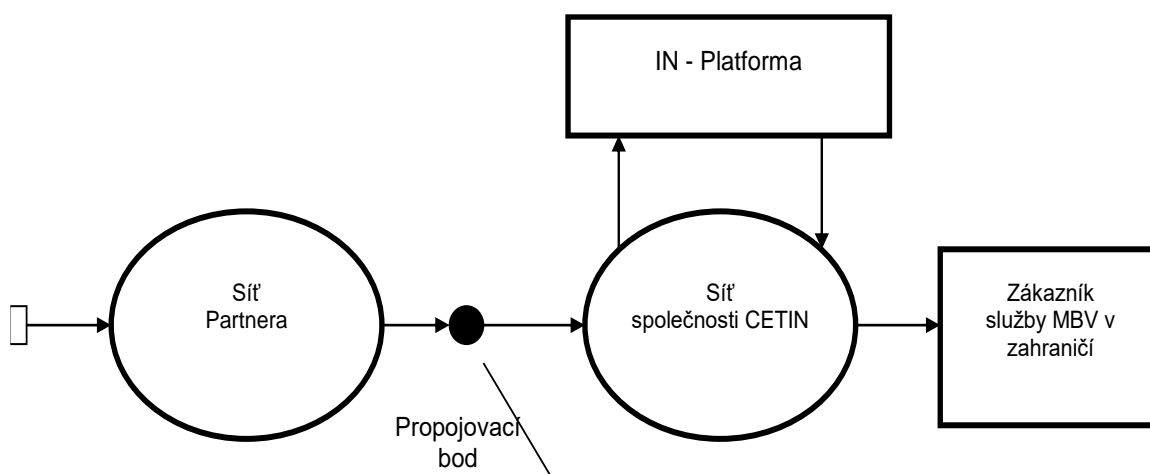 IN - Platforma
Síť
Partnera
Síť
společnosti CETIN
Zákazník
služby MBV v
zahraničí
Propojovací
bod